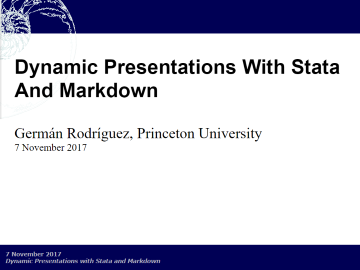 Dynamic Presentations With Stata
And Markdown
Germán Rodríguez, Princeton University
7 November 2017
7 November 2017
Dynamic Presentations with Stata and Markdown